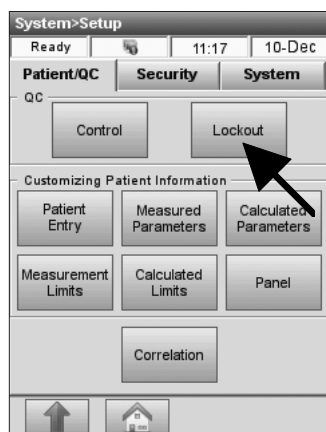 System>Setup
Ready 11:17 10-Dec
Patient/QC Security System
QC
Control Lockout
Customizing Patient Information
Patient Entry Measured Parameters Calculated Parameters
Measurement Limits Calculated Limits Panel
Correlation